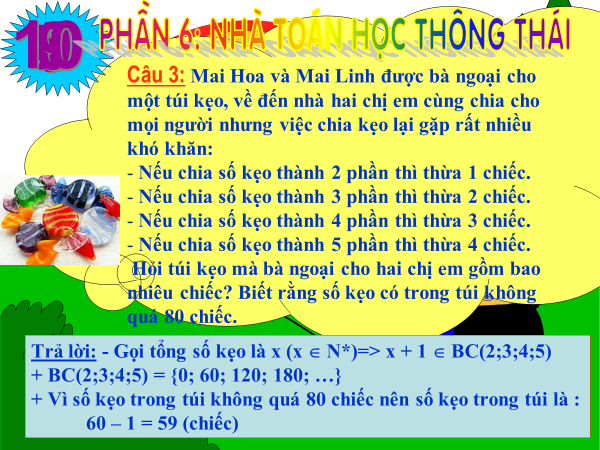 PHẦN 6: NHÀ TOÁN HỌC THÔNG THÁI
Câu 3: Mai Hoa và Mai Linh được bà ngoại cho
một túi kẹo, về đến nhà hai chị em cùng chia cho
mọi người nhưng việc chia kẹo lại gặp rất nhiều
khó khăn:
- Nếu chia số kẹo thành 2 phần thì thừa 1 chiếc.
- Nếu chia số kẹo thành 3 phần thì thừa 2 chiếc.
- Nếu chia số kẹo thành 4 phần thì thừa 3 chiếc.
- Nếu chia số kẹo thành 5 phần thì thừa 4 chiếc.
Hỏi túi kẹo mà bà ngoại cho hai chị em gồm bao
nhiêu chiếc? Biết rằng số kẹo có trong túi không
quá 80 chiếc.
Trả lời: - Gọi tổng số kẹo là x (x ∈ N*)=> x + 1 ∈ BC(2;3;4;5)
+ BC(2;3;4;5) = {0; 60; 120; 180; …}
+ Vì số kẹo trong túi không quá 80 chiếc nên số kẹo trong túi là :
60 – 1 = 59 (chiếc)